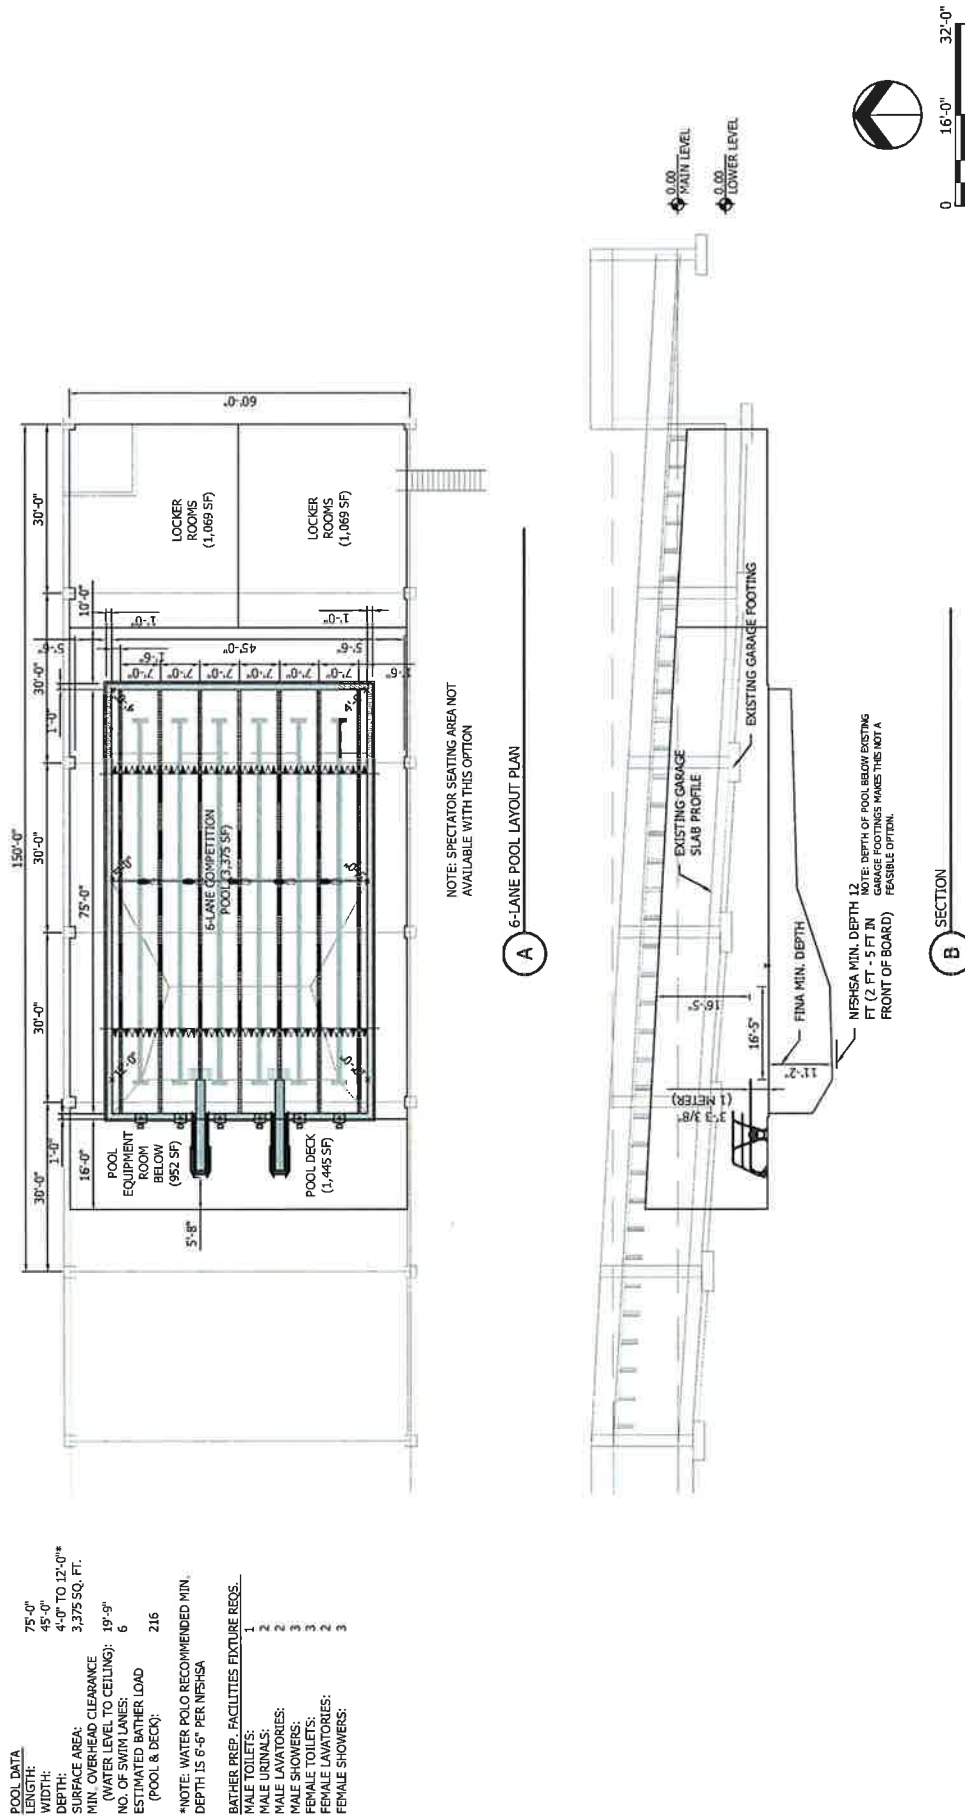 POOL DATA
LENGTH: 75'-0"
WIDTH: 45'-0"
DEPTH: 4'-0" TO 12'-0"*
SURFACE AREA: 3,375 SQ. FT.
MIN. OVERHEAD CLEARANCE
(WATER LEVEL TO CEILING): 19'-9"
NO. OF SWIM LANES: 6
ESTIMATED BATHER LOAD
(POOL & DECK): 216
*NOTE: WATER POLO RECOMMENDED MIN.
DEPTH IS 6'-6" PER NFSHSA
BATHER PREP. FACILITIES FIXTURE REQS.
MALE TOILETS: 1
MALE URINALS: 2
MALE LAVATORIES: 2
MALE SHOWERS: 3
FEMALE TOILETS: 3
FEMALE LAVATORIES: 2
FEMALE SHOWERS: 3
150'-0"
30'-0"
30'-0"
30'-0"
30'-0"
30'-0"
1'-0"
75'-0"
1'-0"
16'-0"
10'-0"
60'-0"
5'-6"
1'-0"
1'-6"
7'-0"
7'-0"
7'-0"
7'-0"
7'-0"
7'-0"
45'-0"
1'-6"
5'-6"
1'-0"
5'-8"
POOL
EQUIPMENT
ROOM
BELOW
(952 SF)
POOL DECK
(1,445 SF)
6-LANE COMPETITION
POOL (3,375 SF)
LOCKER
ROOMS
(1,069 SF)
LOCKER
ROOMS
(1,069 SF)
NOTE: SPECTATOR SEATING AREA NOT
AVAILABLE WITH THIS OPTION
A
6-LANE POOL LAYOUT PLAN
0.00
MAIN LEVEL
0.00
LOWER LEVEL
EXISTING GARAGE
SLAB PROFILE
EXISTING GARAGE FOOTING
16'-5"
16'-5"
3'-3 3/8"
(1 METER)
11'-2"
FINA MIN. DEPTH
NFSHSA MIN. DEPTH 12
FT (2 FT - 5 FT IN
FRONT OF BOARD)
NOTE: DEPTH OF POOL BELOW EXISTING
GARAGE FOOTINGS MAKES THIS NOT A
FEASIBLE OPTION.
B
SECTION
0 16'-0" 32'-0"